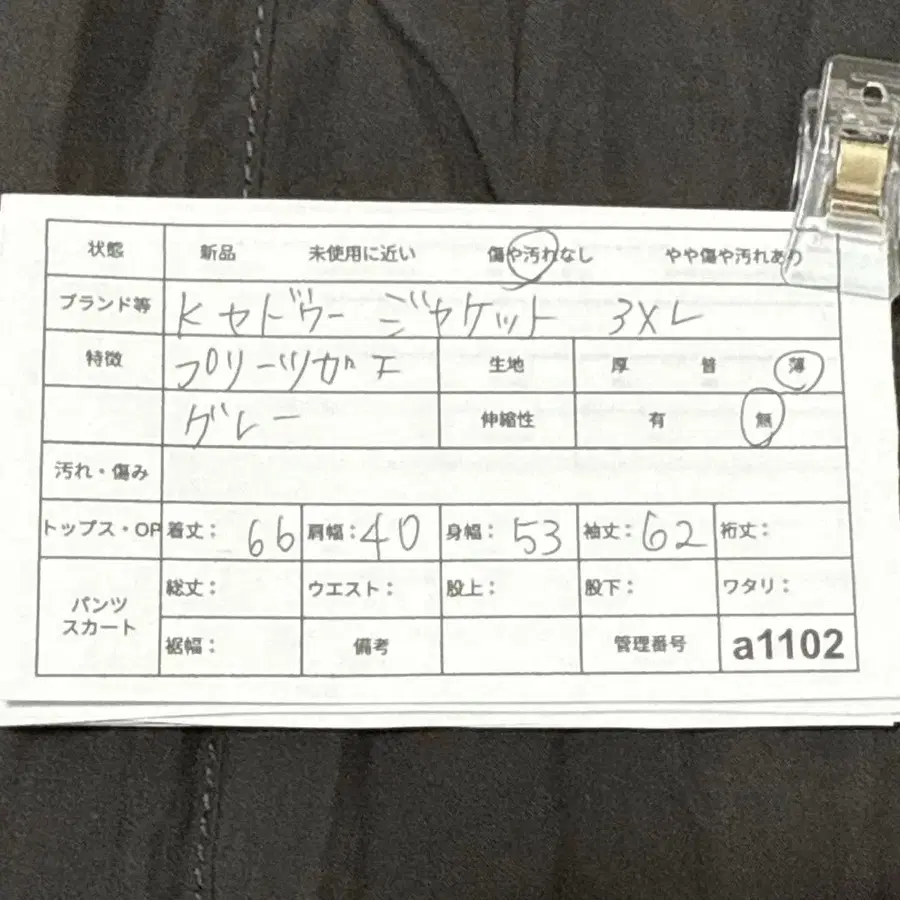 状態 新品 未使用に近い 傷や汚れなし やや傷や汚れあり
ブランド等 Kセドゥー ジャケット 3XL
特徴 プリーツカ゛エ 生地 厚 普 薄
グレー 伸縮性 有 無
汚れ・傷み
トップス・OP 着丈: 66 肩幅: 40 身幅: 53 袖丈: 62 裄丈:
パンツ スカート 総丈: ウエスト: 股上: 股下: ワタリ:
裾幅: 備考 管理番号 a1102